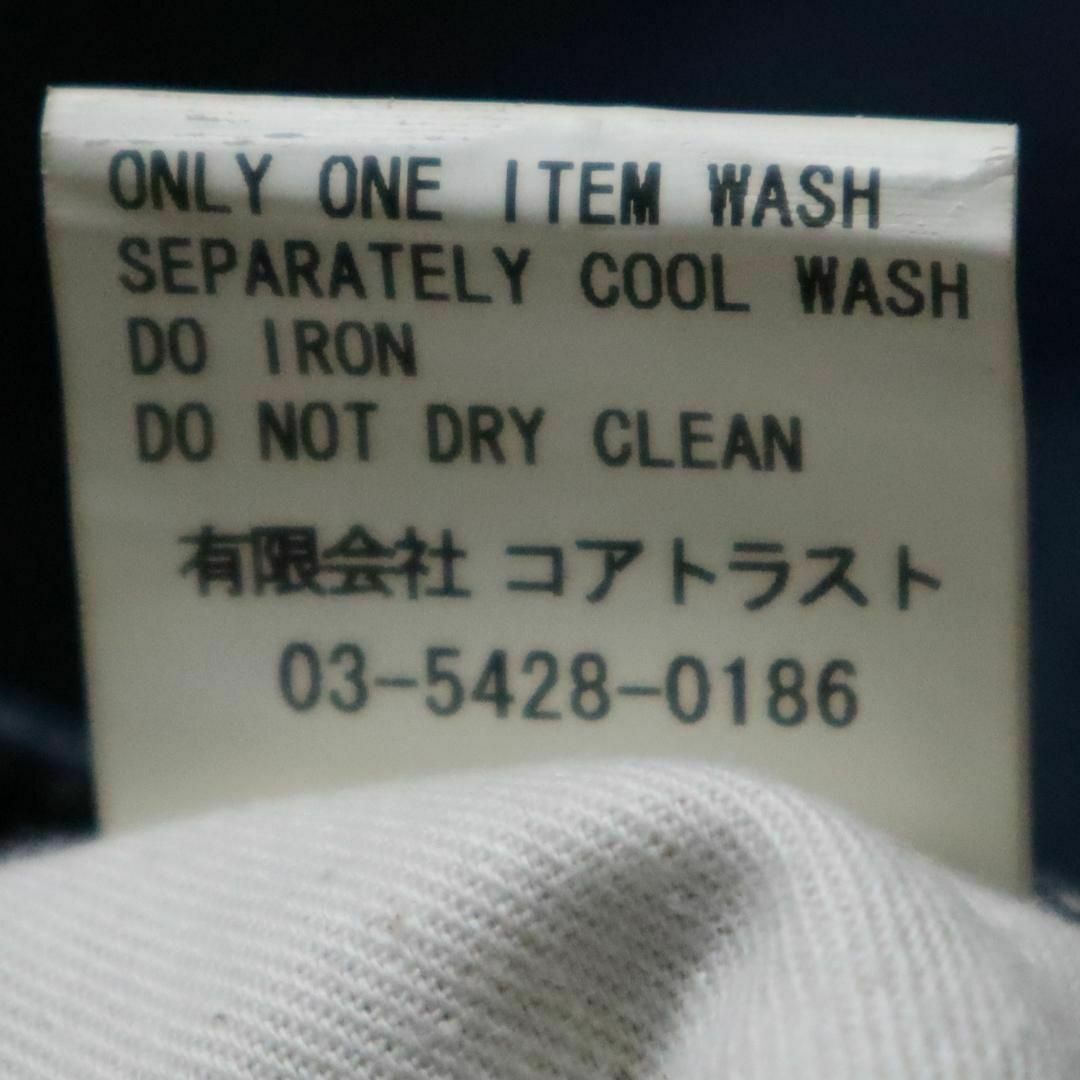 ONLY ONE ITEM WASH
SEPARATELY COOL WASH
DO IRON
DO NOT DRY CLEAN
有限会社 コアトラスト
03-5428-0186